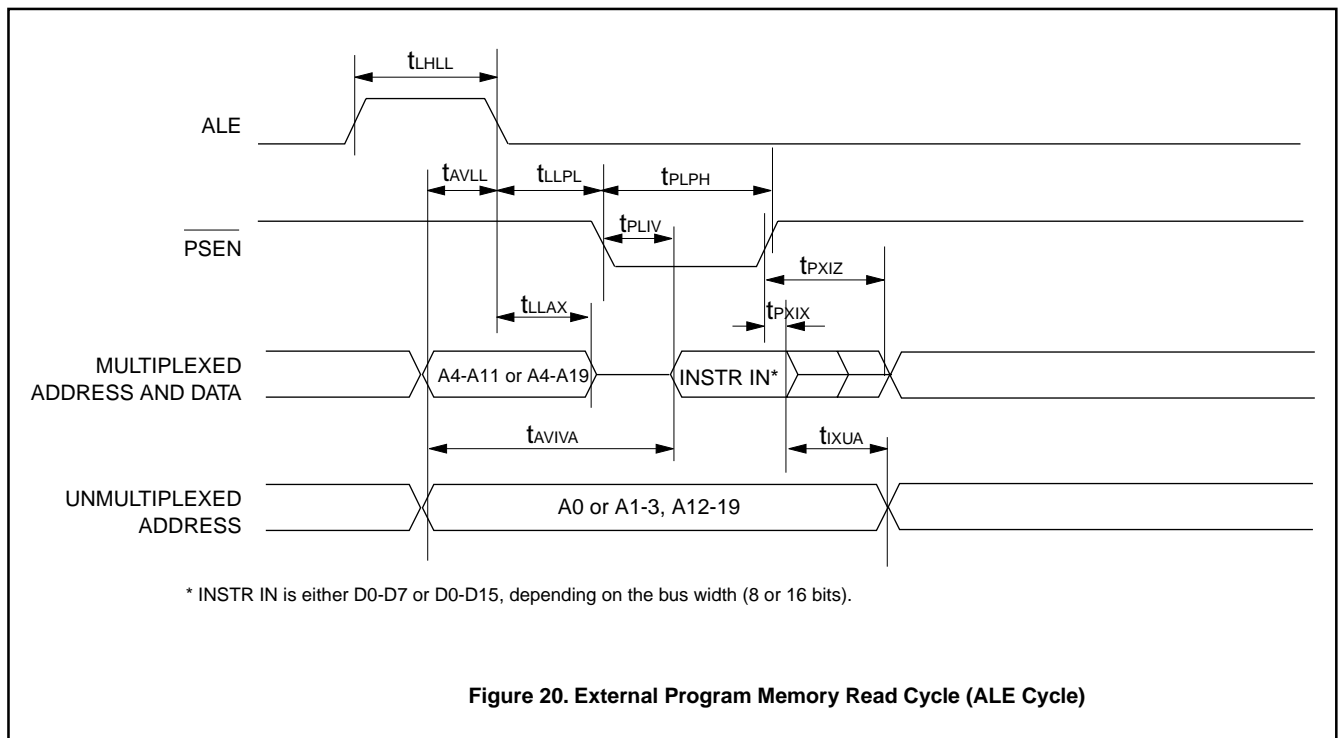 tLHLL
ALE
tAVLL tLLPL tPLPH
PSEN
tPLIV
tPXIZ
tLLAX
tPXIX
MULTIPLEXED
ADDRESS AND DATA
A4-A11 or A4-A19
INSTR IN*
tAVIVA
tIXUA
UNMULTIPLEXED
ADDRESS
A0 or A1-3, A12-19
* INSTR IN is either D0-D7 or D0-D15, depending on the bus width (8 or 16 bits).
Figure 20. External Program Memory Read Cycle (ALE Cycle)